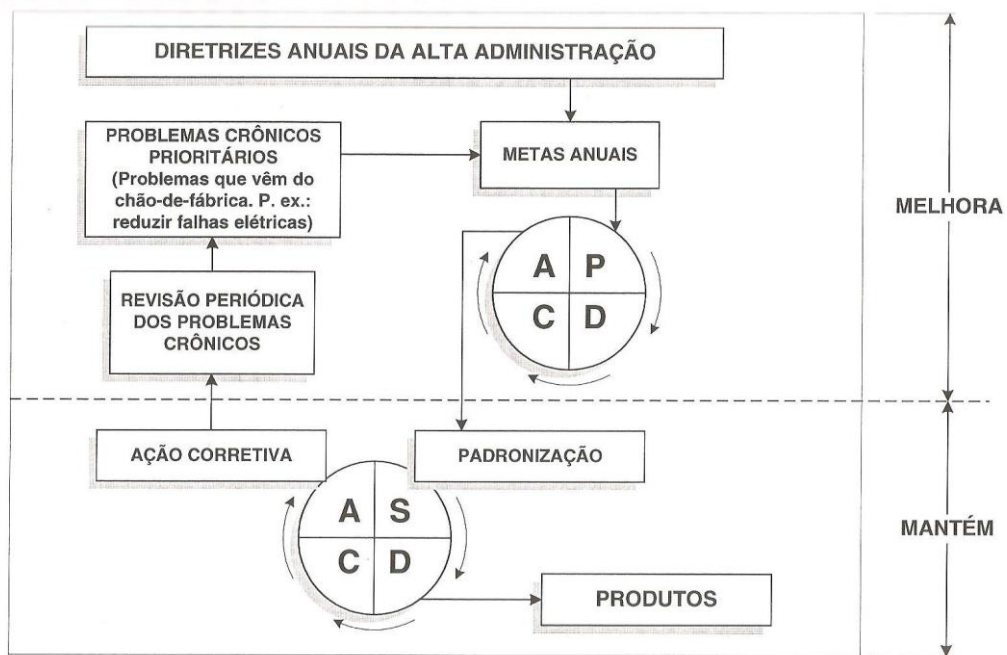 DIRETRIZES ANUAIS DA ALTA ADMINISTRAÇÃO
PROBLEMAS CRÔNICOS
PRIORITÁRIOS
(Problemas que vêm do
chão-de-fábrica. P. ex.:
reduzir falhas elétricas)
METAS ANUAIS
MELHORA
A P
C D
REVISÃO PERIÓDICA
DOS PROBLEMAS
CRÔNICOS
AÇÃO CORRETIVA
PADRONIZAÇÃO
A S
C D
MANTÉM
PRODUTOS